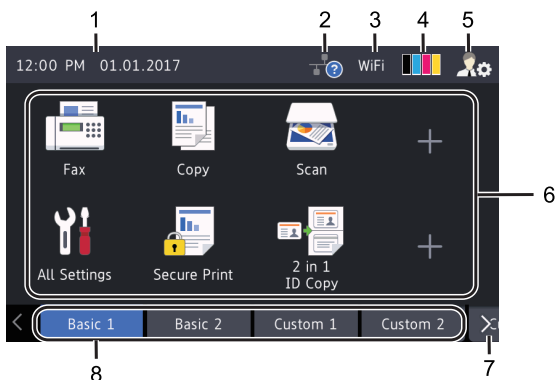 1 2 3 4 5
12:00 PM 01.01.2017 ? WiFi
Fax Copy Scan +
6
All Settings Secure Print 2 in 1 ID Copy +
< Basic 1 Basic 2 Custom 1 Custom 2 >
8 7